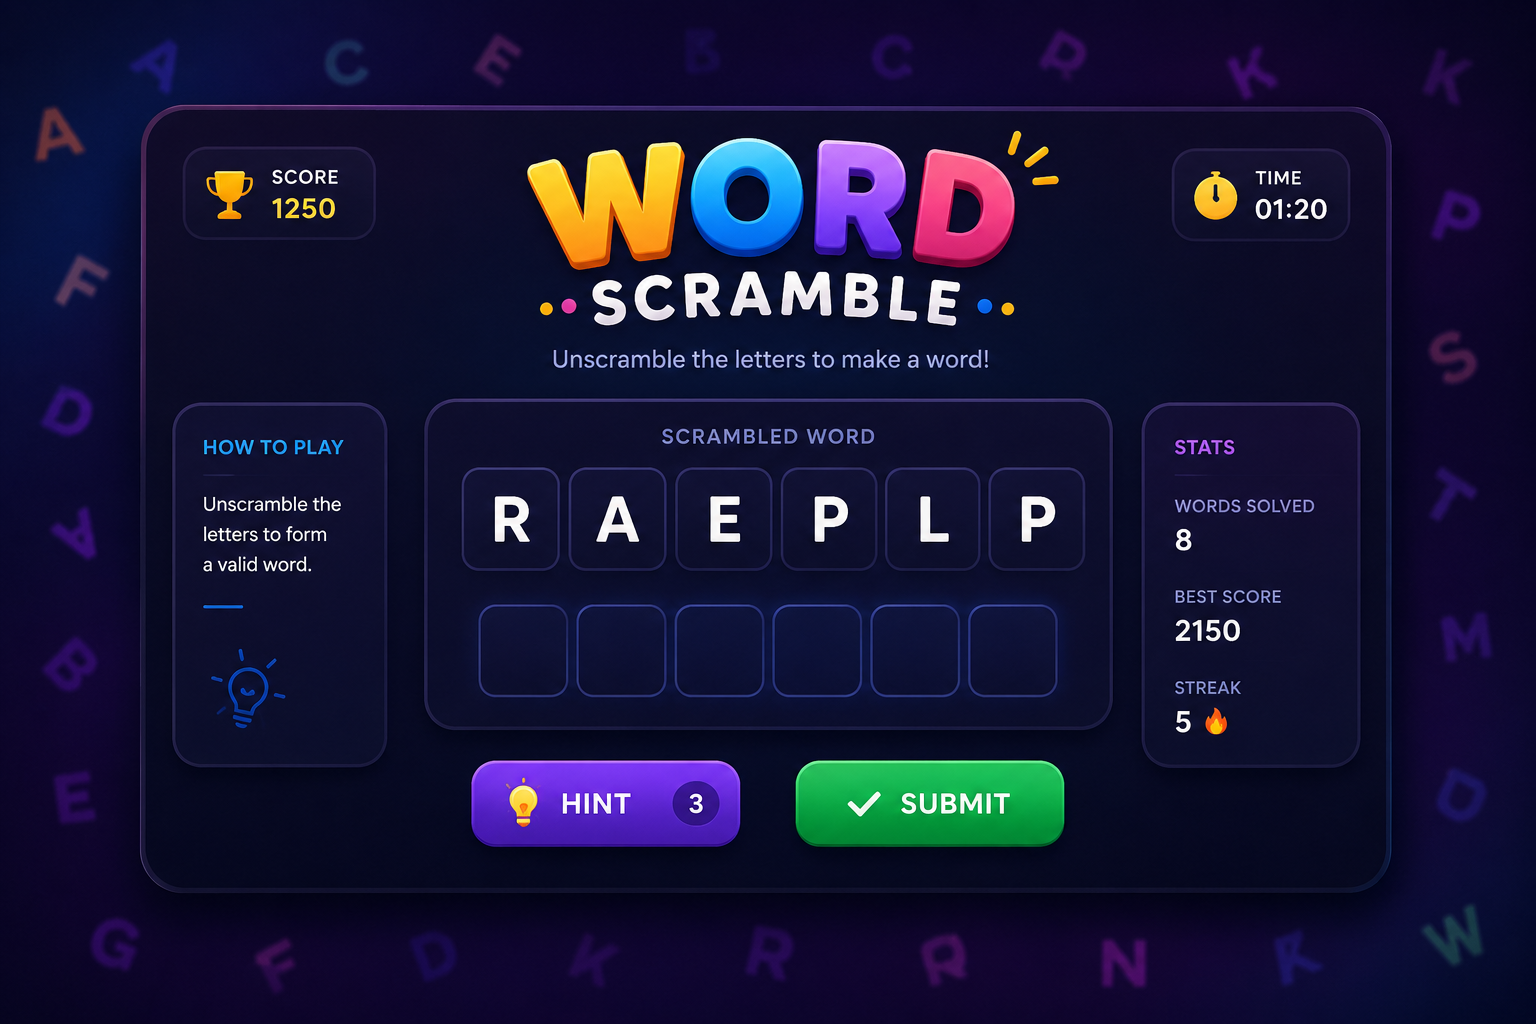 SCORE
1250
WORD
SCRAMBLE
TIME
01:20
Unscramble the letters to make a word!
HOW TO PLAY
Unscramble the
letters to form
a valid word.
SCRAMBLED WORD
R A E P L P
STATS
WORDS SOLVED
8
BEST SCORE
2150
STREAK
5 🔥
HINT 3
SUBMIT
A C E B C R K K
A
P
F
S
D
T
A
B
M
E
D
G F D K R R N K W